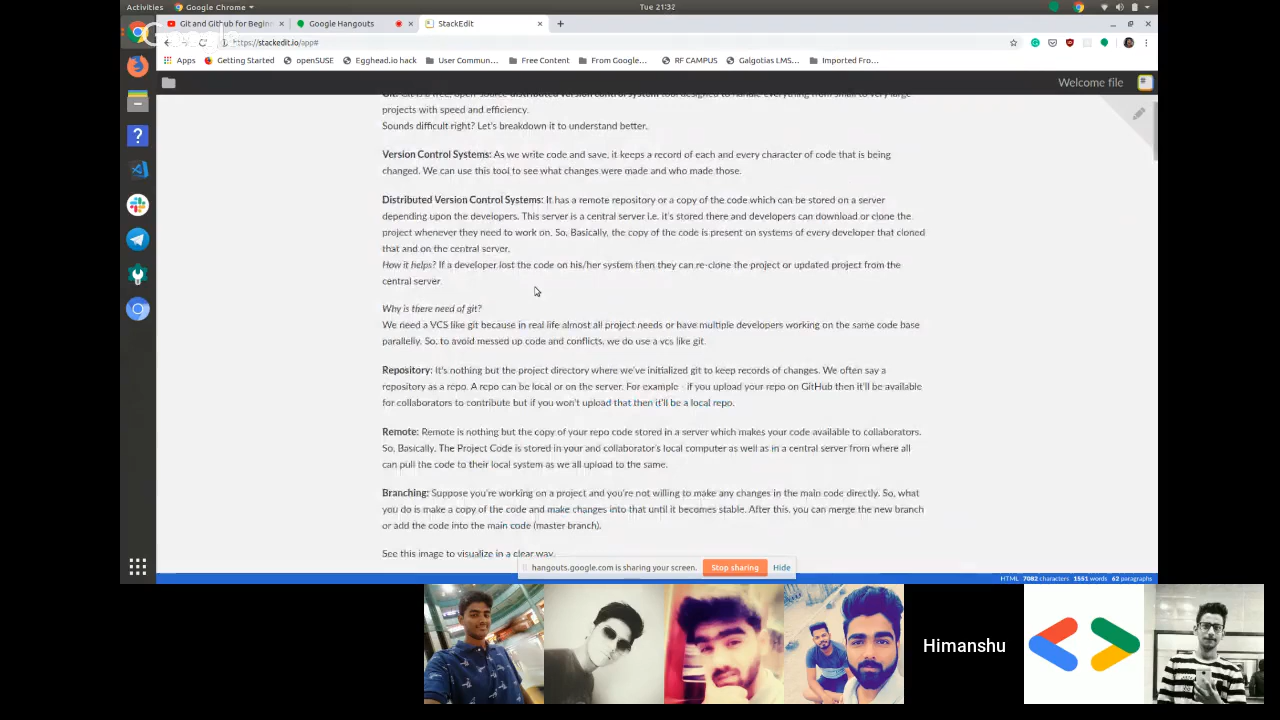 Activities
Google Chrome
Tue 21:32
Git and Github for Beginn
Google Hangouts
StackEdit
https://stackedit.io/app#
Apps
Getting Started
openSUSE
Egghead.io hack
User Commun...
Free Content
From Google...
RF CAMPUS
Galgotias LMS...
Imported Fro...
Welcome file
Git: Git is a free, open-source distributed version control system tool designed to handle everything from small to very large
projects with speed and efficiency.
Sounds difficult right? Let's breakdown it to understand better.
Version Control Systems: As we write code and save, it keeps a record of each and every character of code that is being
changed. We can use this tool to see what changes were made and who made those.
Distributed Version Control Systems: It has a remote repository or a copy of the code which can be stored on a server
depending upon the developers. This server is a central server i.e. it's stored there and developers can download or clone the
project whenever they need to work on. So, Basically, the copy of the code is present on systems of every developer that cloned
that and on the central server.
How it helps? If a developer lost the code on his/her system then they can re-clone the project or updated project from the
central server.
Why is there need of git?
We need a VCS like git because in real life almost all project needs or have multiple developers working on the same code base
parallelly. So, to avoid messed up code and conflicts, we do use a vcs like git.
Repository: It's nothing but the project directory where we've initialized git to keep records of changes. We often say a
repository as a repo. A repo can be local or on the server. For example - if you upload your repo on GitHub then it'll be available
for collaborators to contribute but if you won't upload that then it'll be a local repo.
Remote: Remote is nothing but the copy of your repo code stored in a server which makes your code available to collaborators.
So, Basically, The Project Code is stored in your and collaborator's local computer as well as in a central server from where all
can pull the code to their local system as we all upload to the same.
Branching: Suppose you're working on a project and you're not willing to make any changes in the main code directly. So, what
you do is make a copy of the code and make changes into that until it becomes stable. After this, you can merge the new branch
or add the code into the main code (master branch).
See this image to visualize in a clear way.
hangouts.google.com is sharing your screen.
Stop sharing
Hide
HTML 7082 characters 1551 words 62 paragraphs
Himanshu